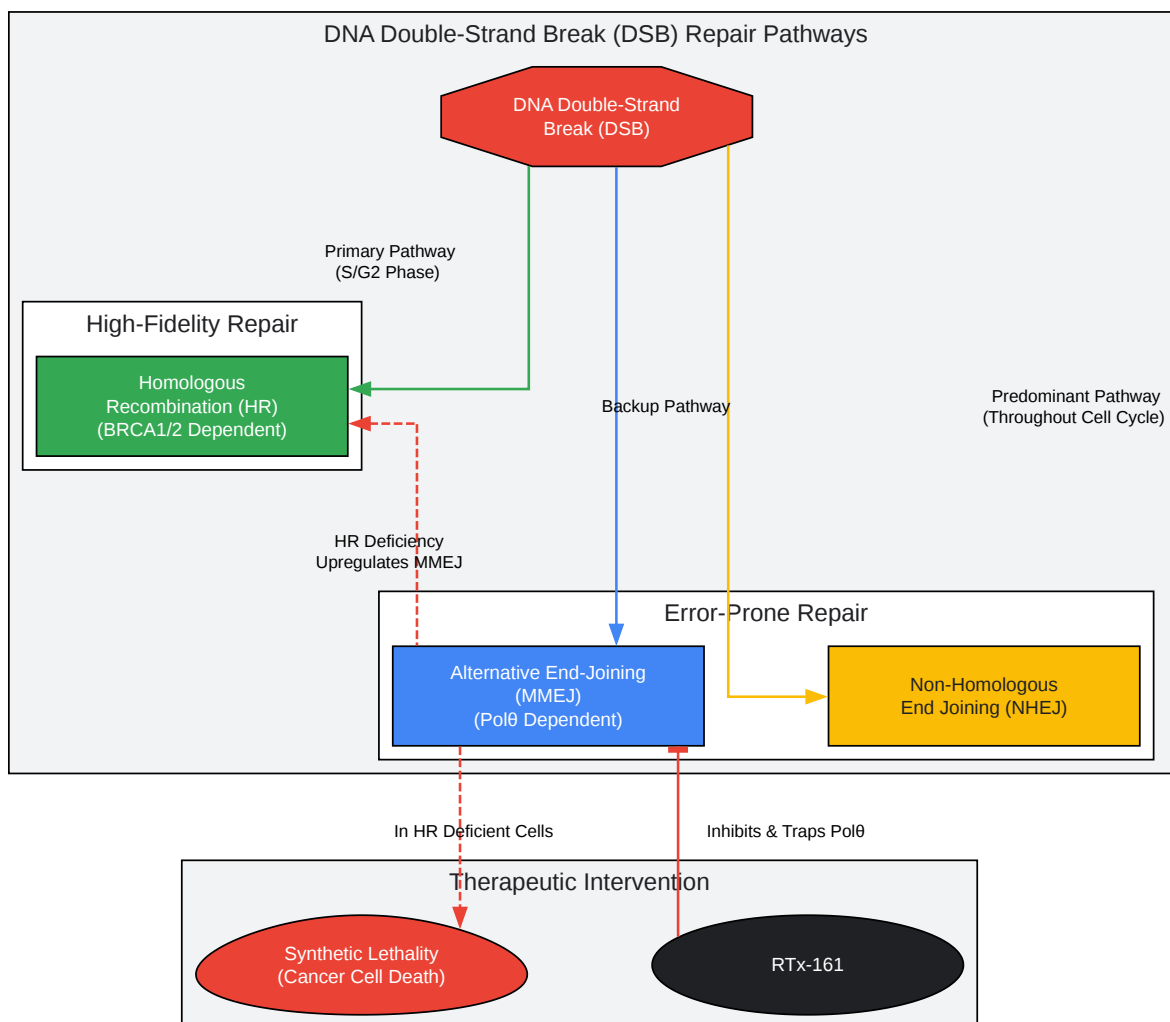 DNA Double-Strand Break (DSB) Repair Pathways
DNA Double-Strand
Break (DSB)
Primary Pathway
(S/G2 Phase)
High-Fidelity Repair
Homologous
Recombination (HR)
(BRCA1/2 Dependent)
Backup Pathway
Predominant Pathway
(Throughout Cell Cycle)
HR Deficiency
Upregulates MMEJ
Error-Prone Repair
Alternative End-Joining
(MMEJ)
(Polθ Dependent)
Non-Homologous
End Joining (NHEJ)
In HR Deficient Cells
Inhibits & Traps Polθ
Therapeutic Intervention
Synthetic Lethality
(Cancer Cell Death)
RTx-161